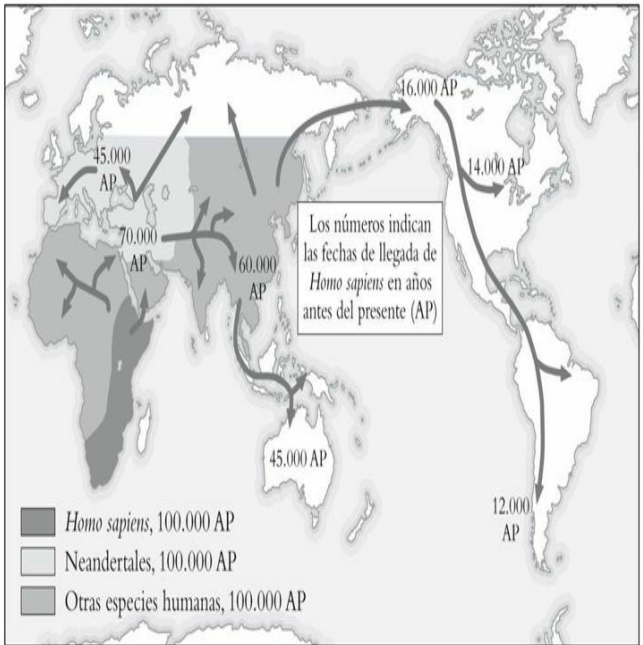 16.000 AP
45.000
AP
14.000 AP
70.000
AP
60.000
AP
Los números indican
las fechas de llegada de
Homo sapiens en años
antes del presente (AP)
45.000 AP
12.000
AP
Homo sapiens, 100.000 AP
Neandertales, 100.000 AP
Otras especies humanas, 100.000 AP